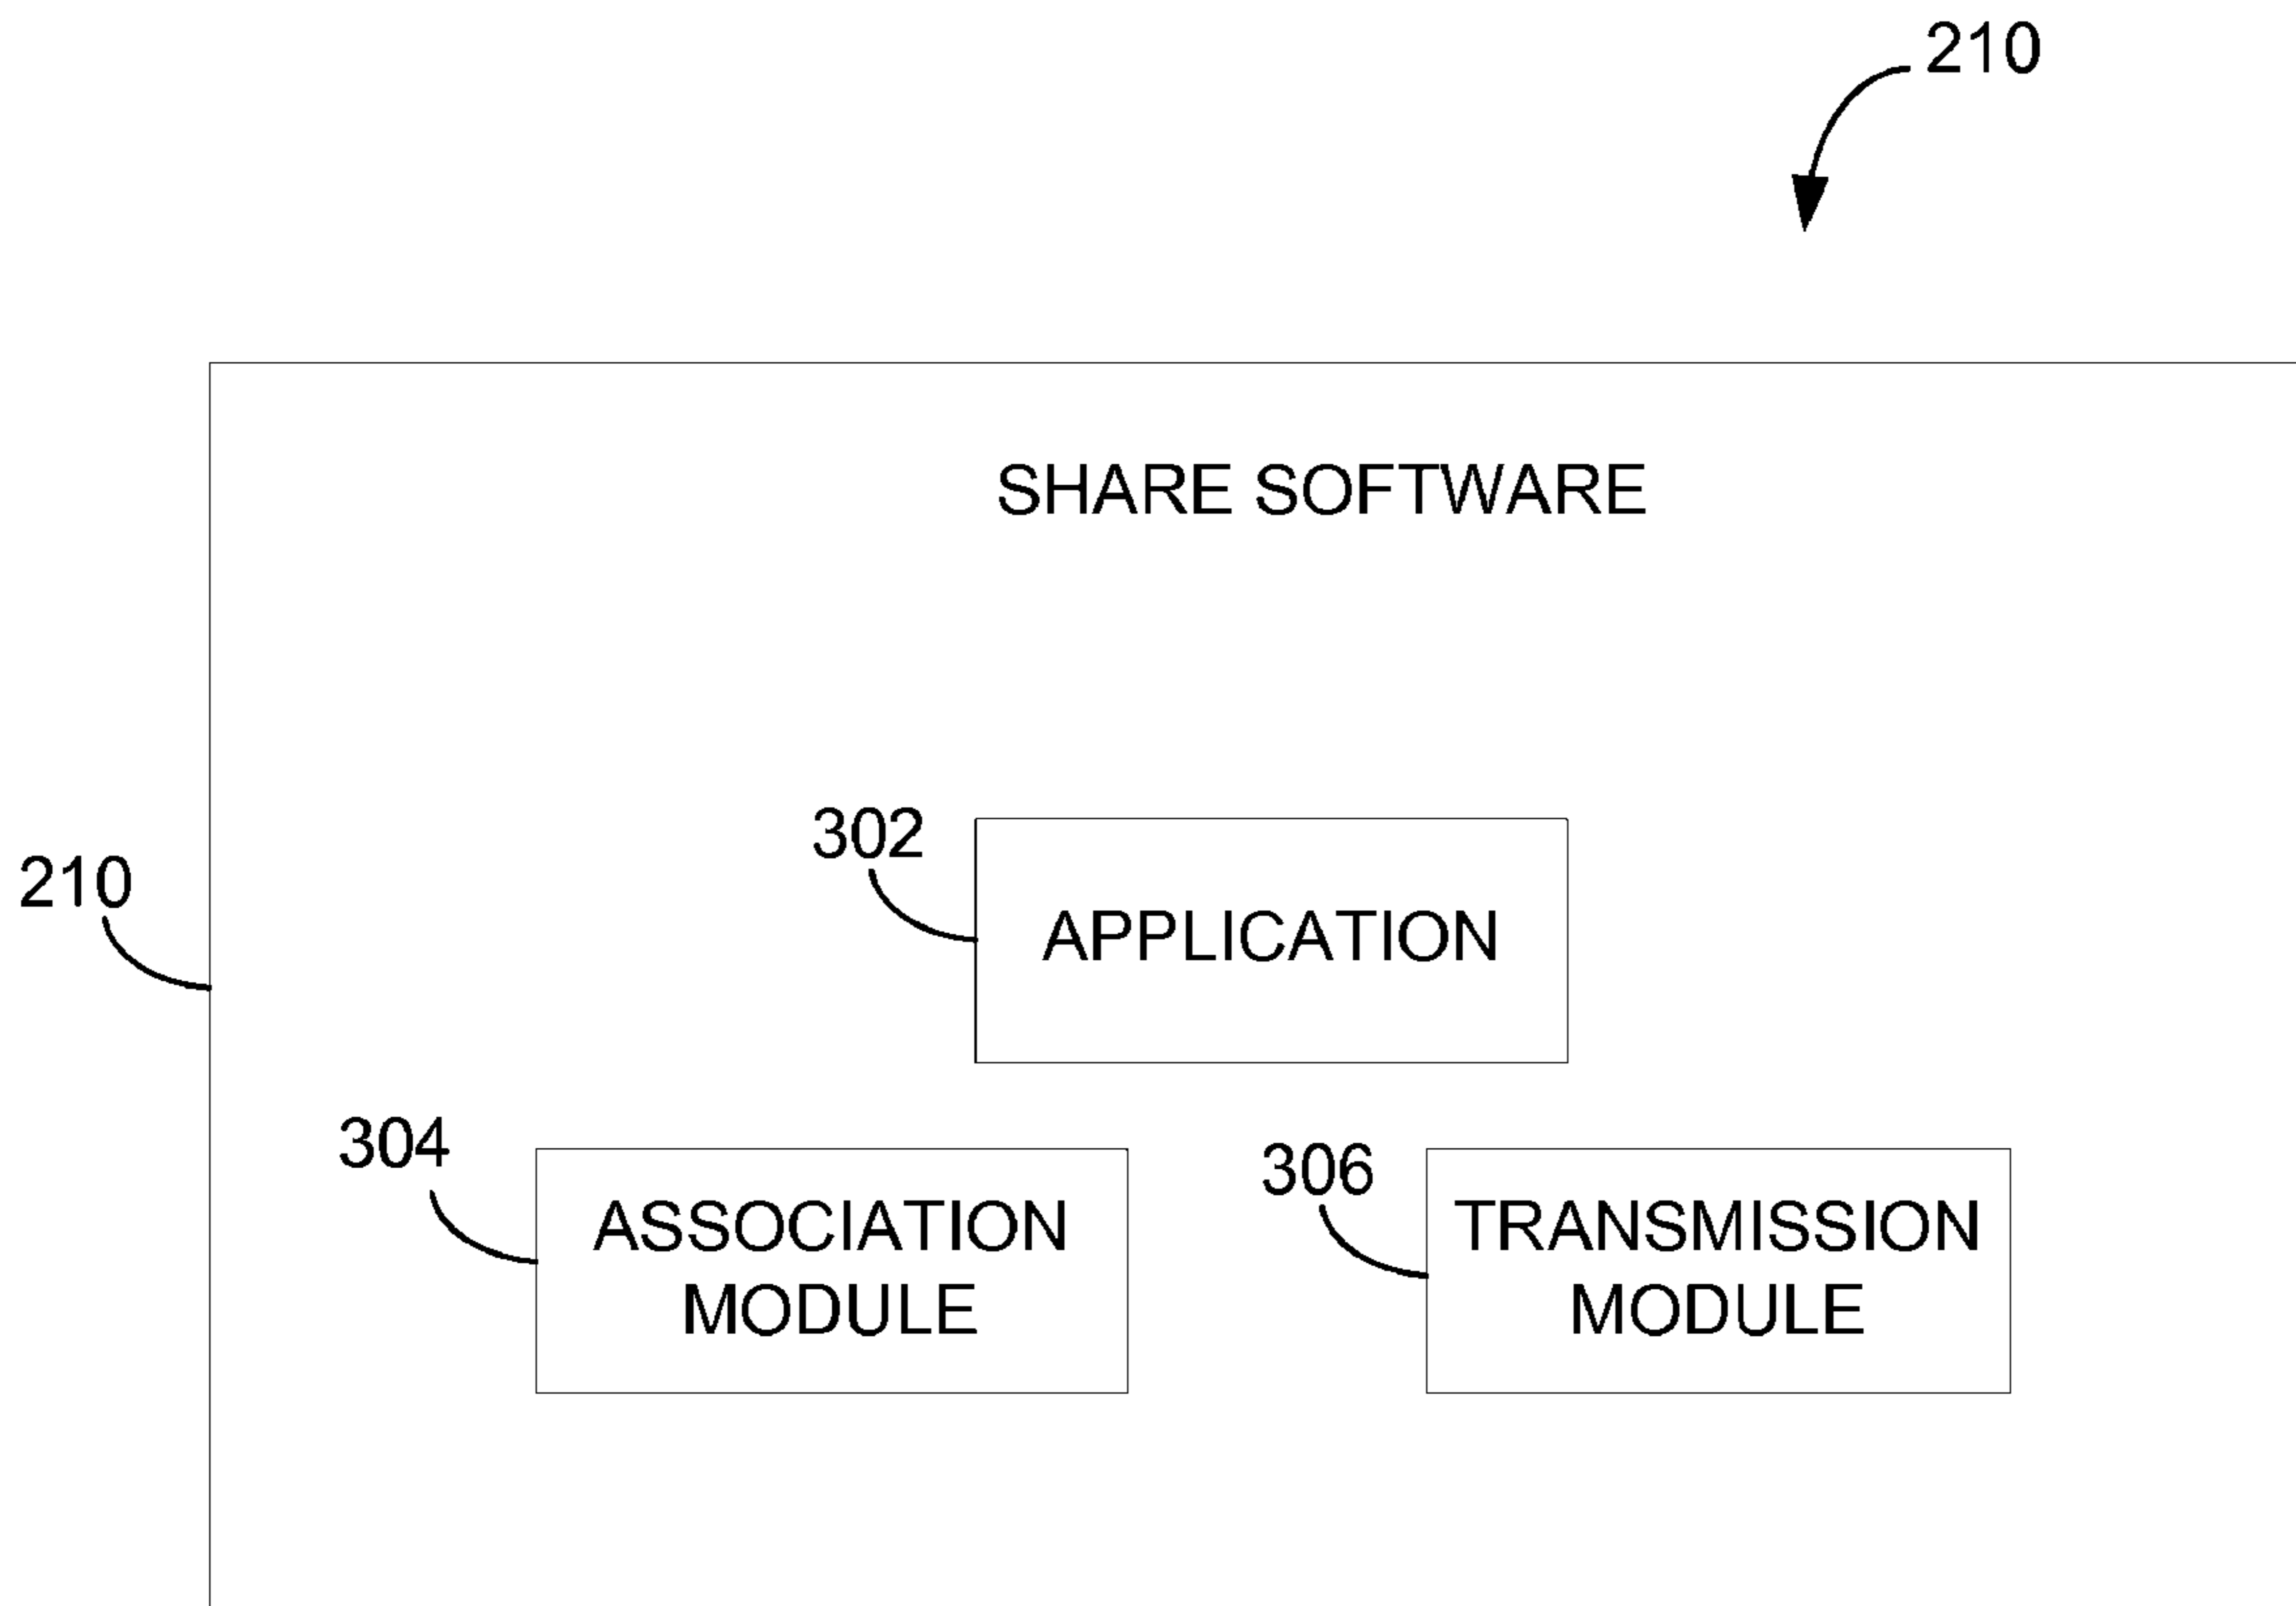 210
SHARE SOFTWARE
302
210
APPLICATION
304
306
ASSOCIATION
MODULE
TRANSMISSION
MODULE